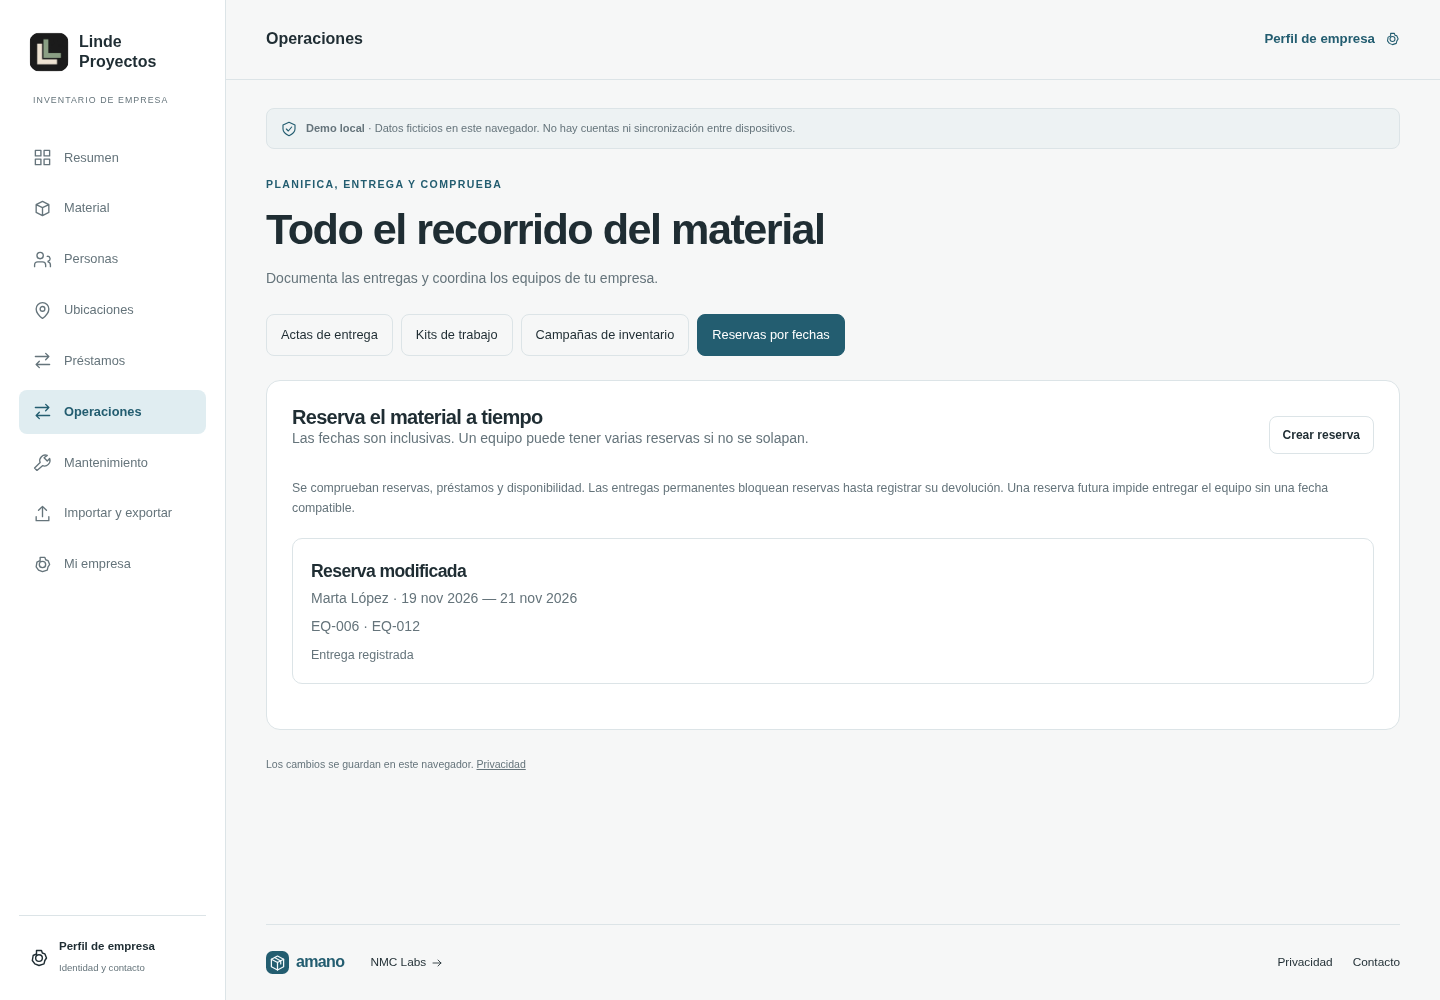 Linde
Proyectos
INVENTARIO DE EMPRESA
Resumen
Material
Personas
Ubicaciones
Préstamos
Operaciones
Mantenimiento
Importar y exportar
Mi empresa
Perfil de empresa
Identidad y contacto
Operaciones
Perfil de empresa
Demo local · Datos ficticios en este navegador. No hay cuentas ni sincronización entre dispositivos.
PLANIFICA, ENTREGA Y COMPRUEBA
Todo el recorrido del material
Documenta las entregas y coordina los equipos de tu empresa.
Actas de entrega
Kits de trabajo
Campañas de inventario
Reservas por fechas
Reserva el material a tiempo
Las fechas son inclusivas. Un equipo puede tener varias reservas si no se solapan.
Crear reserva
Se comprueban reservas, préstamos y disponibilidad. Las entregas permanentes bloquean reservas hasta registrar su devolución. Una reserva futura impide entregar el equipo sin una fecha
compatible.
Reserva modificada
Marta López · 19 nov 2026 — 21 nov 2026
EQ-006 · EQ-012
Entrega registrada
Los cambios se guardan en este navegador. Privacidad
amano
NMC Labs →
Privacidad
Contacto